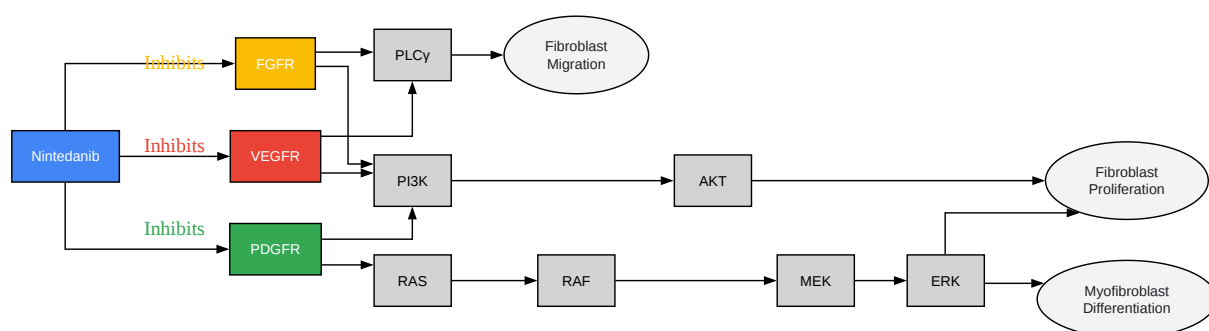 Inhibits
FGFR
PLCγ
Fibroblast
Migration
Nintedanib
Inhibits
VEGFR
PI3K
AKT
Fibroblast
Proliferation
Inhibits
PDGFR
RAS
RAF
MEK
ERK
Myofibroblast
Differentiation